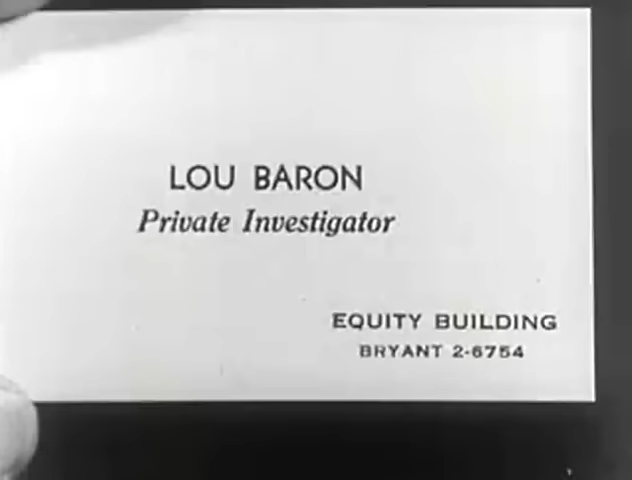 LOU BARON
Private Investigator
EQUITY BUILDING
BRYANT 2-6754